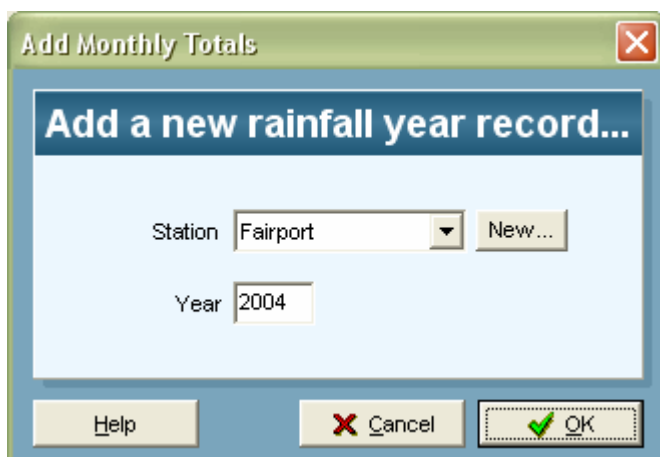 Add Monthly Totals
Add a new rainfall year record...
Station Fairport New...
Year 2004
Help Cancel OK